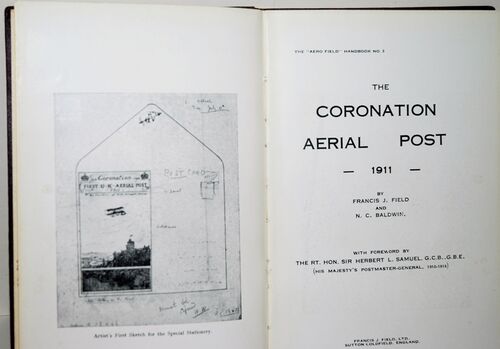 Coronation
FIRST U.K. AERIAL POST
POST CARD
Artist's First Sketch for the Special Stationery.
THE "AERO FIELD" HANDBOOK NO. 3
THE
CORONATION
AERIAL POST
— 1911 —
BY
FRANCIS J. FIELD
AND
N. C. BALDWIN.
WITH FOREWORD BY
THE RT. HON. SIR HERBERT L. SAMUEL, G.C.B., G.B.E.
(HIS MAJESTY'S POSTMASTER-GENERAL, 1910-1914)
FRANCIS J. FIELD, LTD.
SUTTON COLDFIELD, ENGLAND.